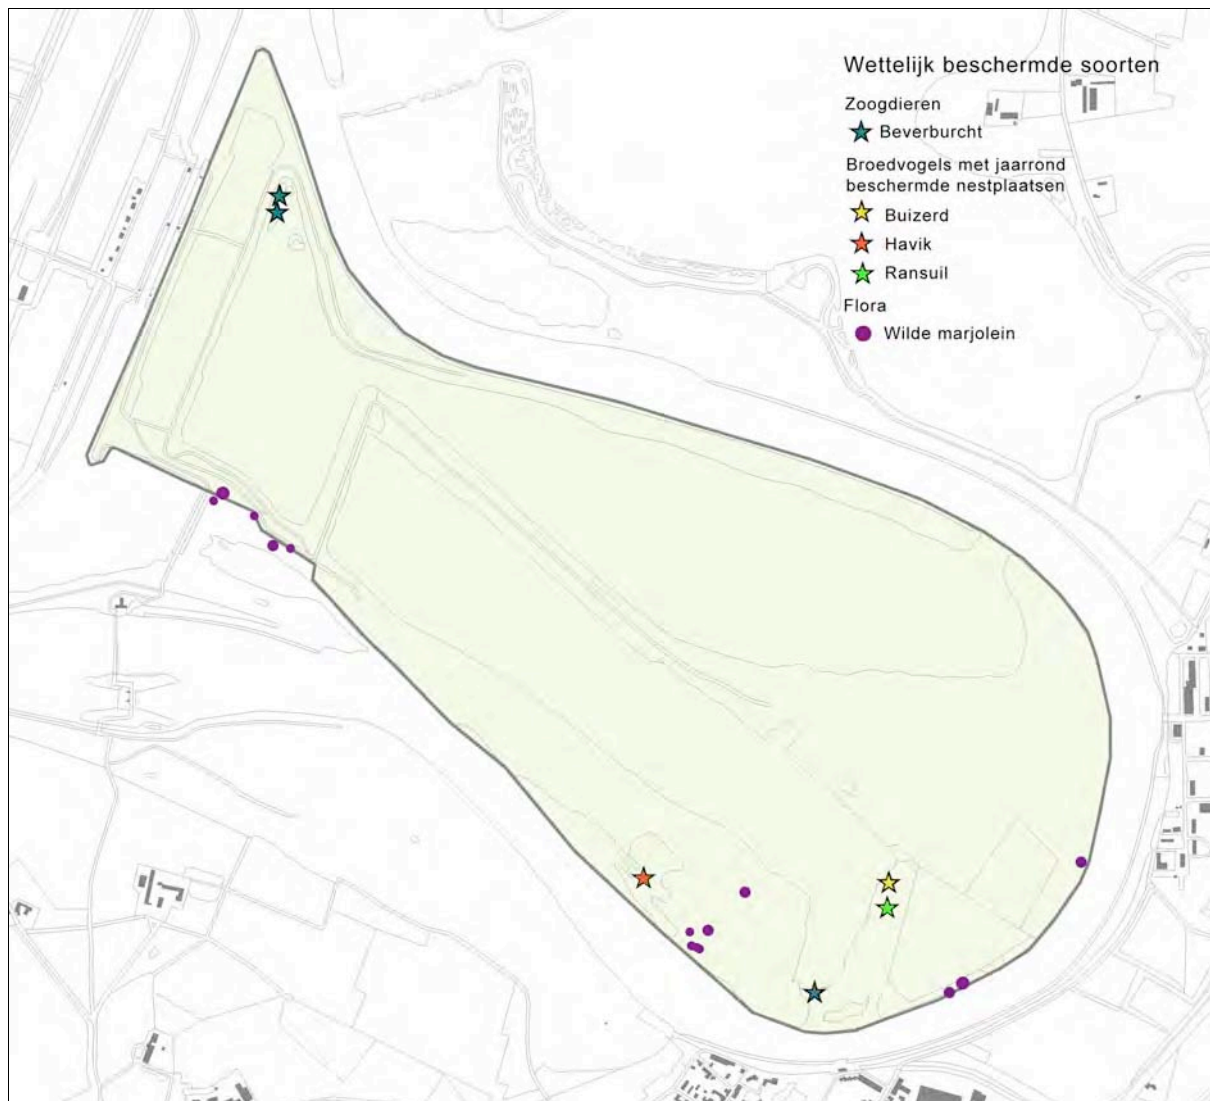 Wettelijk beschermde soorten
Zoogdieren
Beverburcht
Broedvogels met jaarrond
beschermde nestplaatsen
Buizerd
Havik
Ransuil
Flora
Wilde marjolein